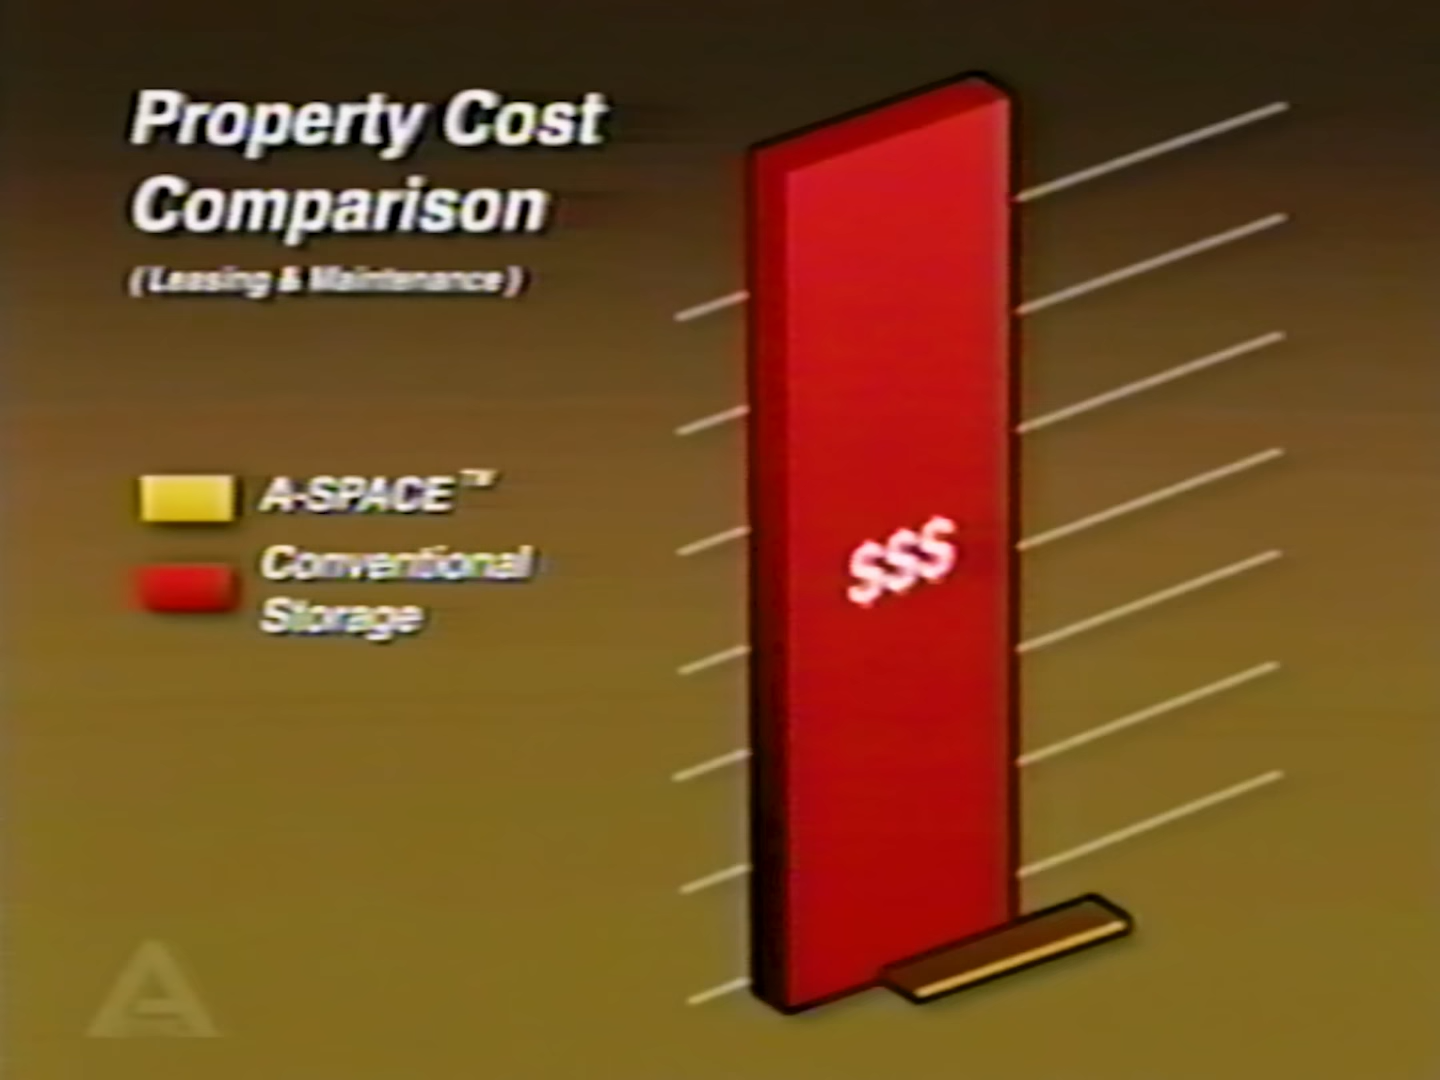 Property Cost
Comparison
(Leasing & Maintenance)
A-SPACE™
Conventional
Storage
$$$